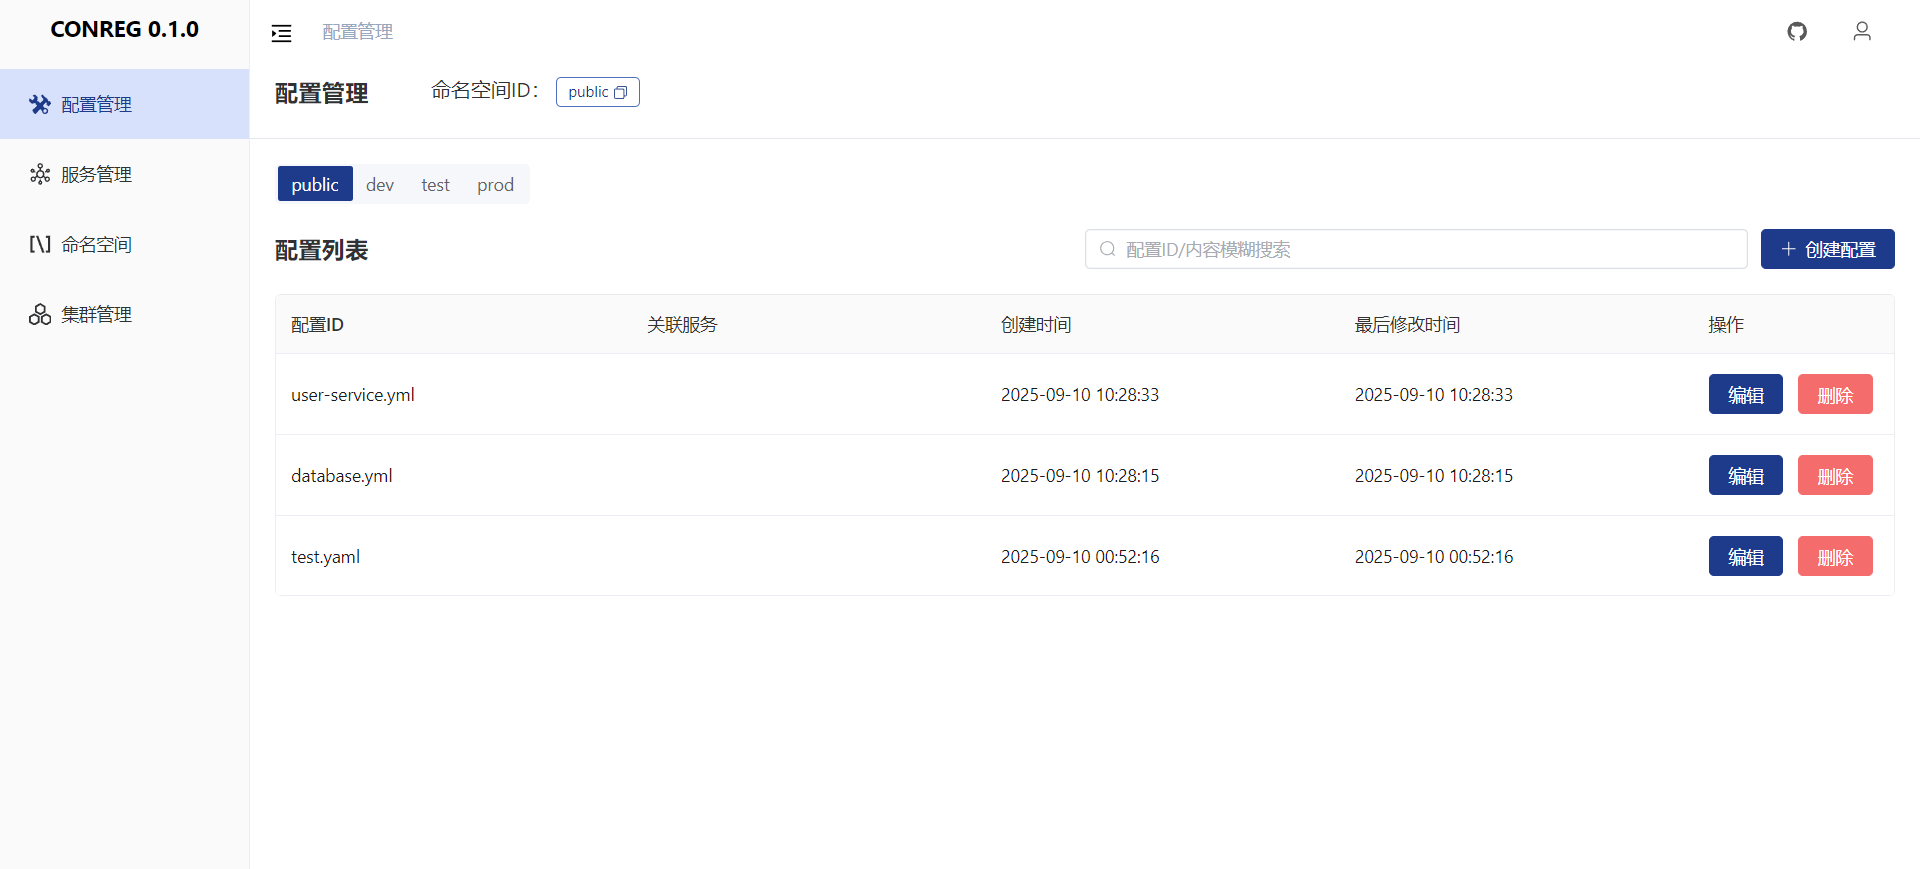 CONREG 0.1.0
配置管理
服务管理
命名空间
集群管理
配置管理
配置管理 命名空间ID： public
public dev test prod
配置列表 配置ID/内容模糊搜索 创建配置
配置ID 关联服务 创建时间 最后修改时间 操作
user-service.yml 2025-09-10 10:28:33 2025-09-10 10:28:33 编辑 删除
database.yml 2025-09-10 10:28:15 2025-09-10 10:28:15 编辑 删除
test.yaml 2025-09-10 00:52:16 2025-09-10 00:52:16 编辑 删除